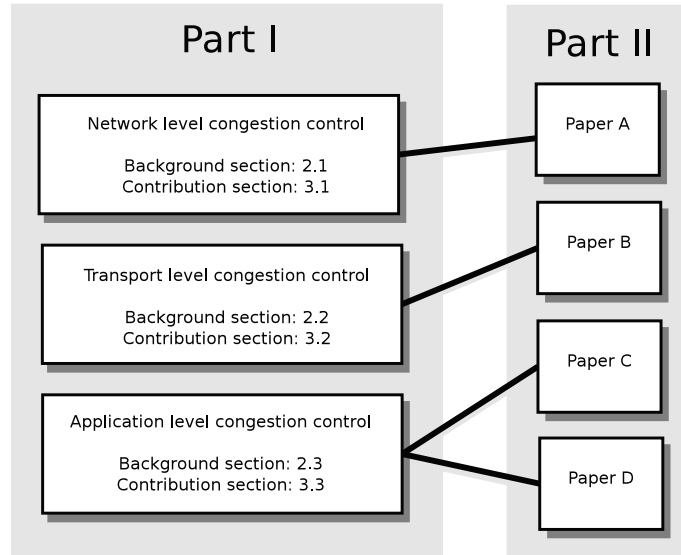 Part I
Network level congestion control
Background section: 2.1
Contribution section: 3.1
Transport level congestion control
Background section: 2.2
Contribution section: 3.2
Application level congestion control
Background section: 2.3
Contribution section: 3.3
Part II
Paper A
Paper B
Paper C
Paper D